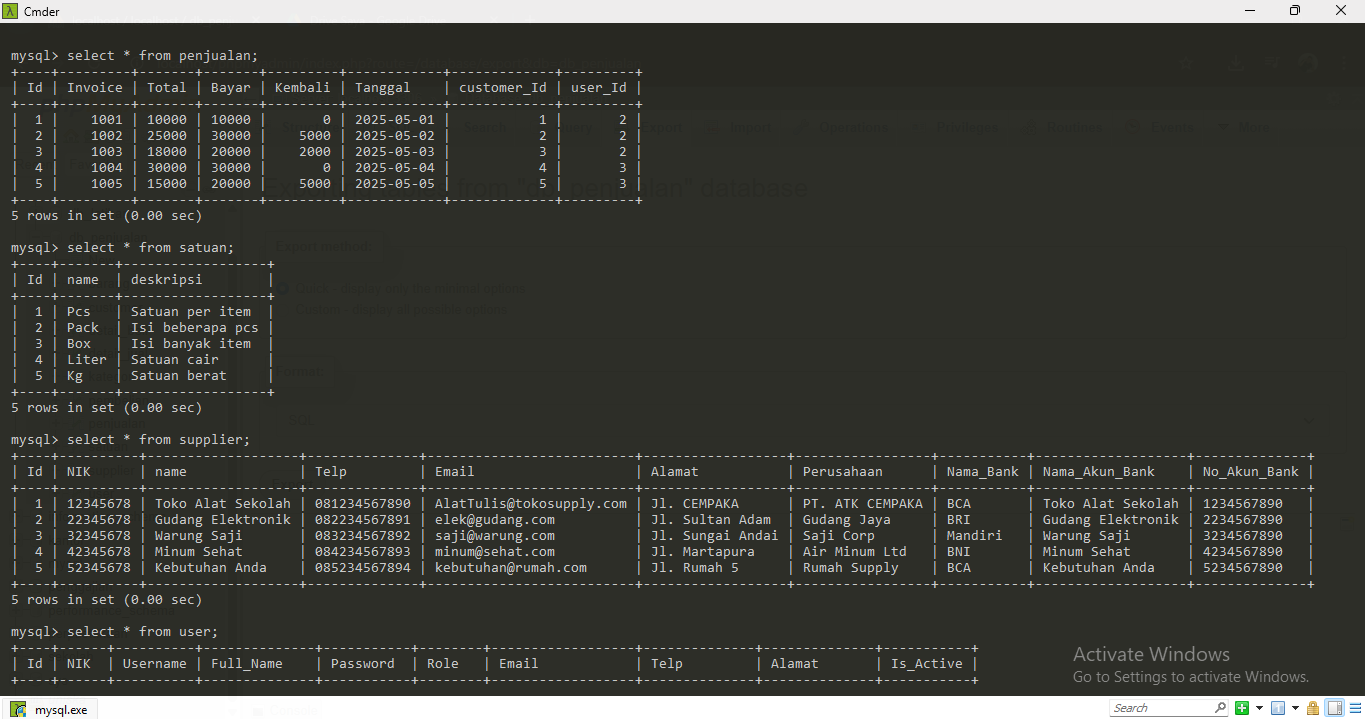 Cmder
mysql> select * from penjualan;
+----+---------+-------+-------+---------+------------+-------------+---------+
| Id | Invoice | Total | Bayar | Kembali | Tanggal    | customer_Id | user_Id |
+----+---------+-------+-------+---------+------------+-------------+---------+
|  1 |    1001 | 10000 | 10000 |       0 | 2025-05-01 |           1 |       2 |
|  2 |    1002 | 25000 | 30000 |    5000 | 2025-05-02 |           2 |       2 |
|  3 |    1003 | 18000 | 20000 |    2000 | 2025-05-03 |           3 |       2 |
|  4 |    1004 | 30000 | 30000 |       0 | 2025-05-04 |           4 |       3 |
|  5 |    1005 | 15000 | 20000 |    5000 | 2025-05-05 |           5 |       3 |
+----+---------+-------+-------+---------+------------+-------------+---------+
5 rows in set (0.00 sec)
mysql> select * from satuan;
+----+-------+------------------+
| Id | name  | deskripsi        |
+----+-------+------------------+
|  1 | Pcs   | Satuan per item  |
|  2 | Pack  | Isi beberapa pcs |
|  3 | Box   | Isi banyak item  |
|  4 | Liter | Satuan cair      |
|  5 | Kg    | Satuan berat     |
+----+-------+------------------+
5 rows in set (0.00 sec)
mysql> select * from supplier;
+----+----------+-------------------+--------------+--------------------------+-----------------+-----------------+-----------+-------------------+--------------+
| Id | NIK      | name              | Telp         | Email                    | Alamat          | Perusahaan      | Nama_Bank | Nama_Akun_Bank    | No_Akun_Bank |
+----+----------+-------------------+--------------+--------------------------+-----------------+-----------------+-----------+-------------------+--------------+
|  1 | 12345678 | Toko Alat Sekolah | 081234567890 | AlatTulis@tokosupply.com | Jl. CEMPAKA     | PT. ATK CEMPAKA | BCA       | Toko Alat Sekolah | 1234567890   |
|  2 | 22345678 | Gudang Elektronik | 082234567891 | elek@gudang.com          | Jl. Sultan Adam | Gudang Jaya     | BRI       | Gudang Elektronik | 2234567890   |
|  3 | 32345678 | Warung Saji       | 083234567892 | saji@warung.com          | Jl. Sungai Andai | Saji Corp       | Mandiri   | Warung Saji       | 3234567890   |
|  4 | 42345678 | Minum Sehat       | 084234567893 | minum@sehat.com          | Jl. Martapura   | Air Minum Ltd   | BNI       | Minum Sehat       | 4234567890   |
|  5 | 52345678 | Kebutuhan Anda    | 085234567894 | kebutuhan@rumah.com      | Jl. Rumah 5     | Rumah Supply    | BCA       | Kebutuhan Anda    | 5234567890   |
+----+----------+-------------------+--------------+--------------------------+-----------------+-----------------+-----------+-------------------+--------------+
5 rows in set (0.00 sec)
mysql> select * from user;
+----+------+----------+--------------+-----------+--------+------------------+--------------+--------------+-----------+
| Id | NIK  | Username | Full_Name    | Password  | Role   | Email            | Telp         | Alamat       | Is_Active |
+----+------+----------+--------------+-----------+--------+------------------+--------------+--------------+-----------+
Activate Windows
Go to Settings to activate Windows.
mysql.exe
Search